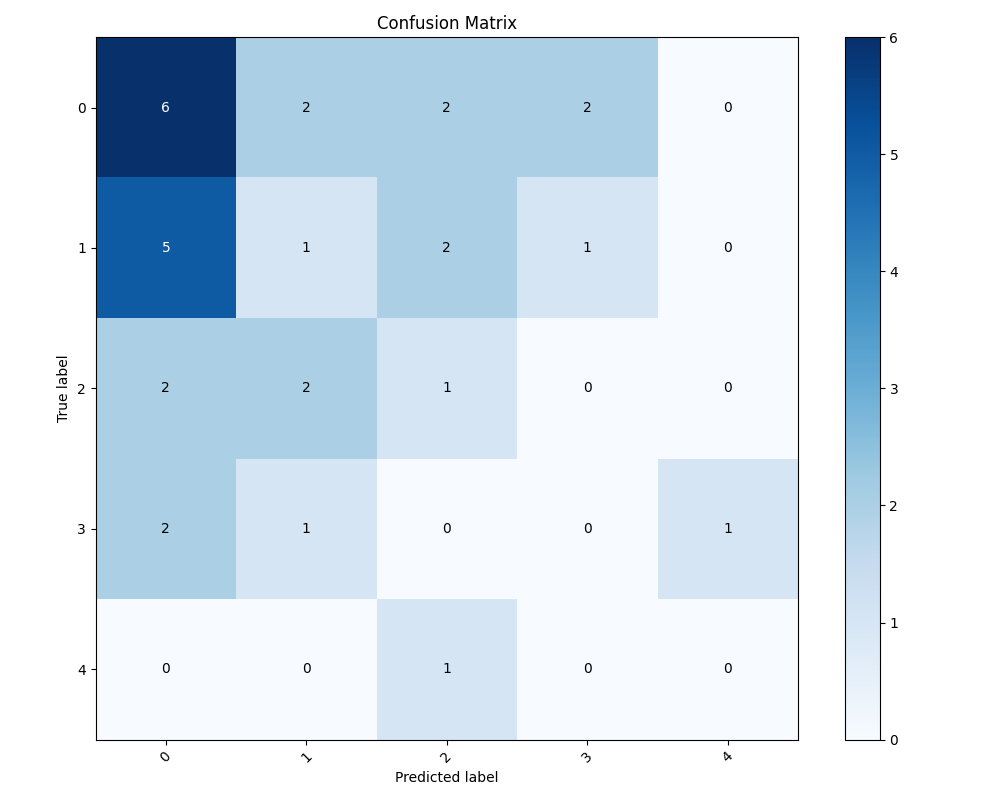 Confusion Matrix
0 6 2 2 2 0
1 5 1 2 1 0
2 2 2 1 0 0
3 2 1 0 0 1
4 0 0 1 0 0
0 1 2 3 4
True label
Predicted label
6
5
4
3
2
1
0